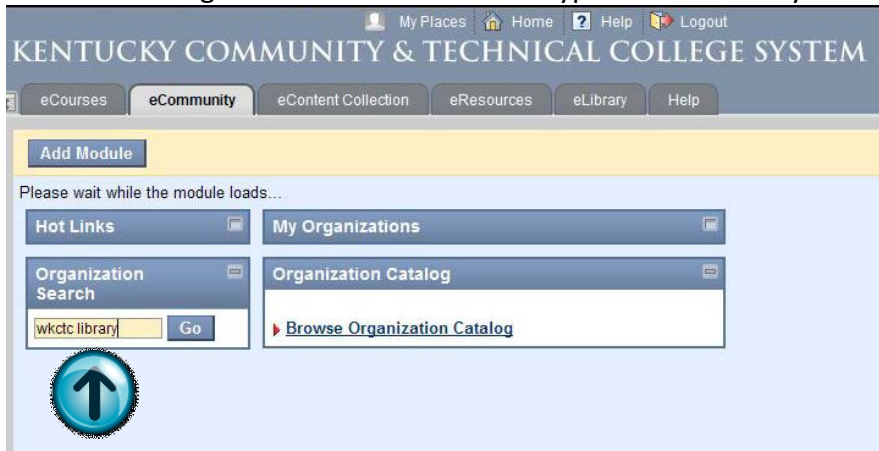 My Places Home ? Help Logout
KENTUCKY COMMUNITY & TECHNICAL COLLEGE SYSTEM
eCourses eCommunity eContent Collection eResources eLibrary Help
Add Module
Please wait while the module loads...
Hot Links My Organizations
Organization Search Organization Catalog
wkctc library Go Browse Organization Catalog